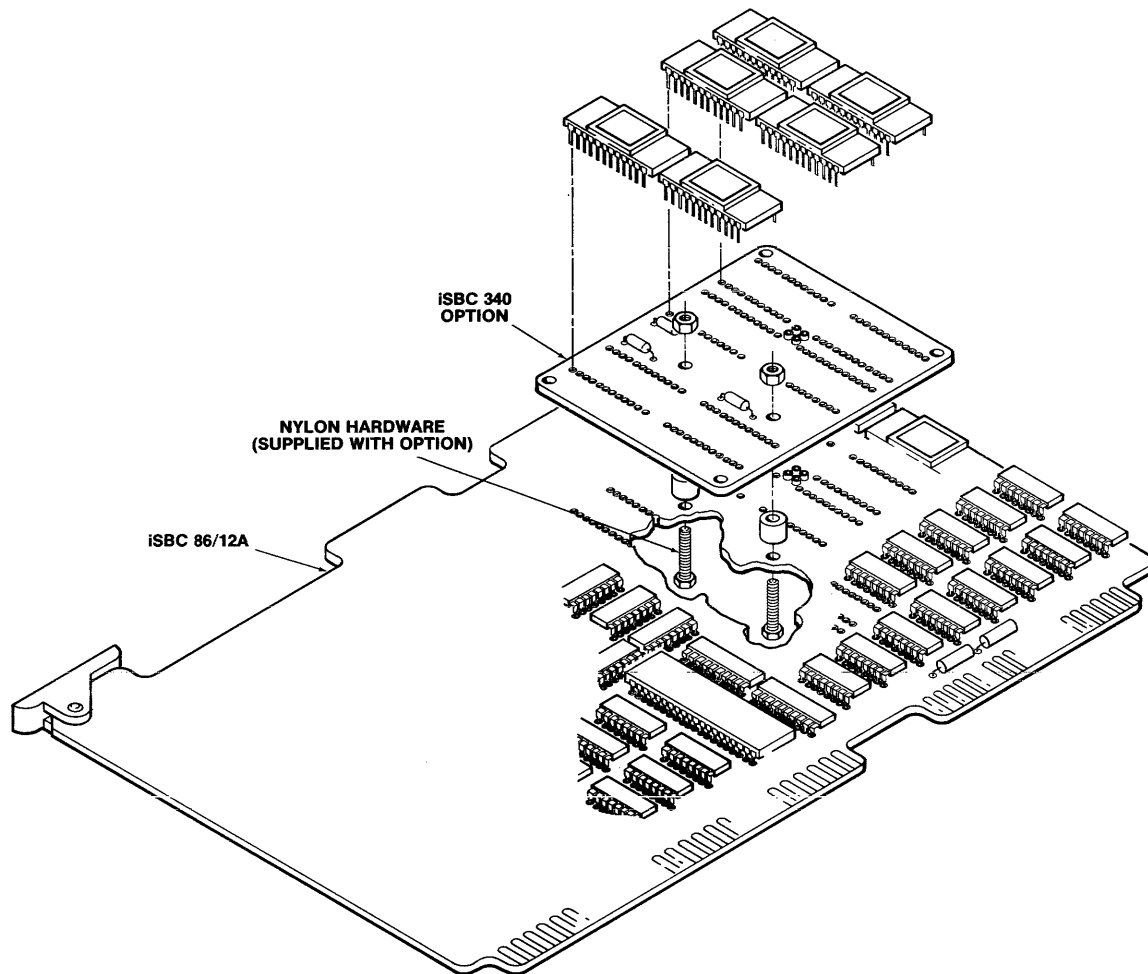 iSBC 340
OPTION
NYLON HARDWARE
(SUPPLIED WITH OPTION)
iSBC 86/12A